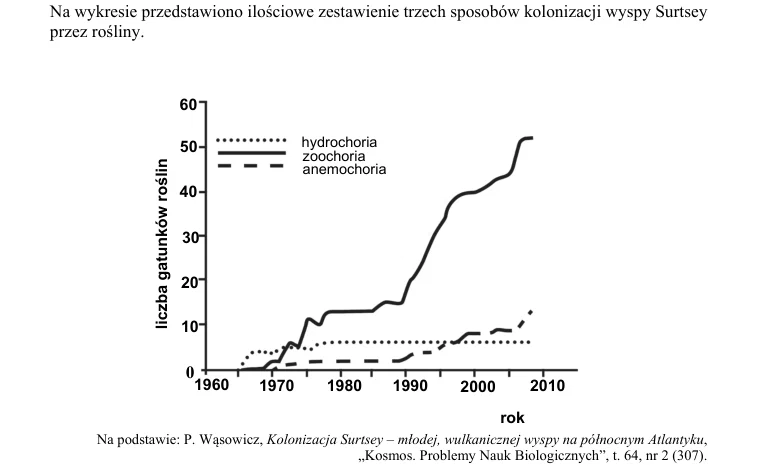 Na wykresie przedstawiono ilościowe zestawienie trzech sposobów kolonizacji wyspy Surtsey
przez rośliny.
60
50
40
30
20
10
0
liczba gatunków roślin
hydrochoria
zoochoria
anemochoria
1960 1970 1980 1990 2000 2010
rok
Na podstawie: P. Wąsowicz, Kolonizacja Surtsey – młodej, wulkanicznej wyspy na północnym Atlantyku,
„Kosmos. Problemy Nauk Biologicznych”, t. 64, nr 2 (307).